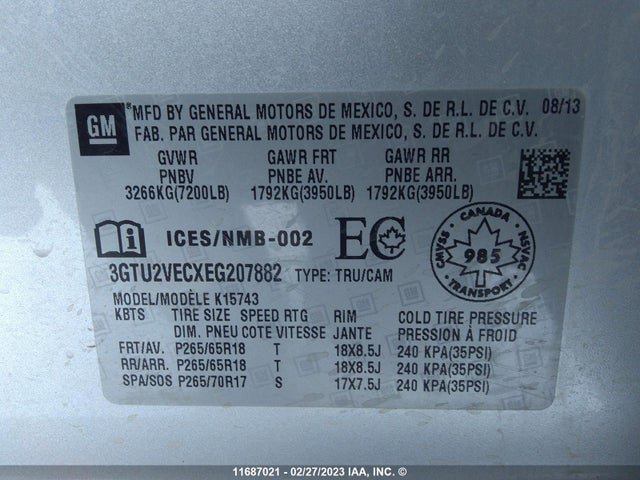 GM
®MFD BY GENERAL MOTORS DE MEXICO, S. DE R.L. DE C.V. 08/13
FAB. PAR GENERAL MOTORS DE MEXICO, S. DE R.L. DE C.V.
GVWR GAWR FRT GAWR RR
PNBV PNBE AV. PNBE ARR.
3266KG(7200LB) 1792KG(3950LB) 1792KG(3950LB)
ICES/NMB-002 EC
CANADA
CMVSS 985 NSVAC
TRANSPORT
3GTU2VECXEG207882 TYPE: TRU/CAM
MODEL/MODÈLE K15743
KBTS TIRE SIZE SPEED RTG RIM COLD TIRE PRESSURE
DIM. PNEU COTE VITESSE JANTE PRESSION À FROID
FRT/AV. P265/65R18 T 18X8.5J 240 KPA(35PSI)
RR/ARR. P265/65R18 T 18X8.5J 240 KPA(35PSI)
SPA/SOS P265/70R17 S 17X7.5J 240 KPA(35PSI)
11687021 - 02/27/2023 IAA, Inc. ©